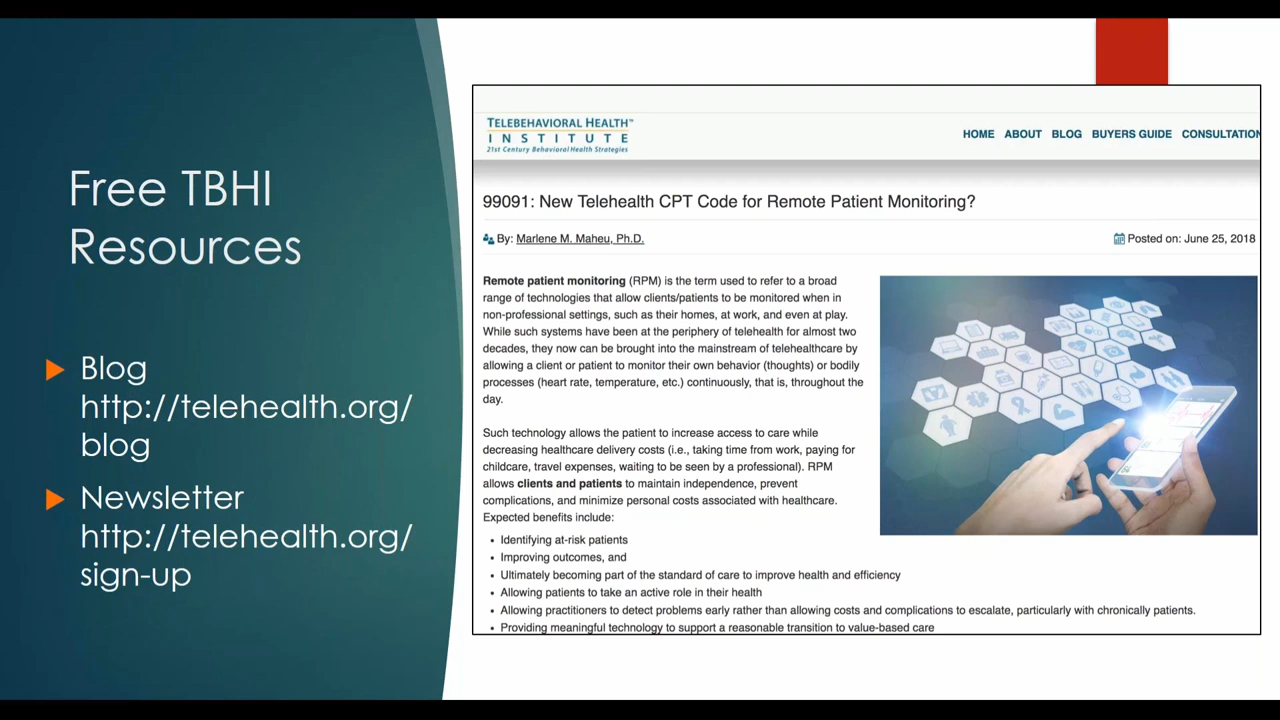 Free TBHI
Resources
Blog
http://telehealth.org/
blog
Newsletter
http://telehealth.org/
sign-up
TELEBEHAVIORAL HEALTH™
INSTITUTE
21st Century Behavioral Health Strategies
HOME ABOUT BLOG BUYERS GUIDE CONSULTATION
99091: New Telehealth CPT Code for Remote Patient Monitoring?
By: Marlene M. Maheu, Ph.D.
Posted on: June 25, 2018
Remote patient monitoring (RPM) is the term used to refer to a broad
range of technologies that allow clients/patients to be monitored when in
non-professional settings, such as their homes, at work, and even at play.
While such systems have been at the periphery of telehealth for almost two
decades, they now can be brought into the mainstream of telehealthcare by
allowing a client or patient to monitor their own behavior (thoughts) or bodily
processes (heart rate, temperature, etc.) continuously, that is, throughout the
day.
Such technology allows the patient to increase access to care while
decreasing healthcare delivery costs (i.e., taking time from work, paying for
childcare, travel expenses, waiting to be seen by a professional). RPM
allows clients and patients to maintain independence, prevent
complications, and minimize personal costs associated with healthcare.
Expected benefits include:
• Identifying at-risk patients
• Improving outcomes, and
• Ultimately becoming part of the standard of care to improve health and efficiency
• Allowing patients to take an active role in their health
• Allowing practitioners to detect problems early rather than allowing costs and complications to escalate, particularly with chronically patients.
• Providing meaningful technology to support a reasonable transition to value-based care